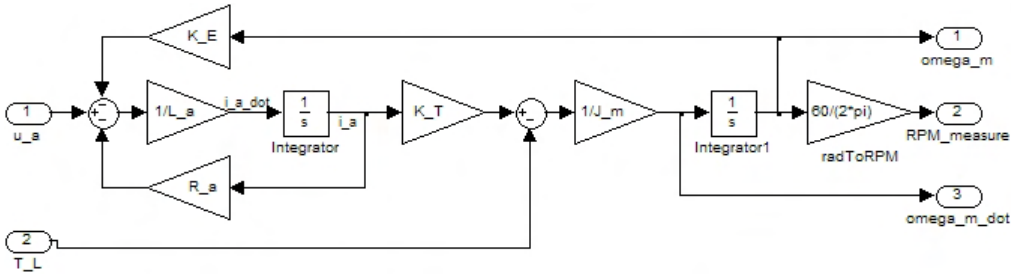 K_E
1
omega_m
1
u_a
1/L_a
i_a_dot
1
s
Integrator
i_a
K_T
1/J_m
1
s
Integrator1
60/(2*pi)
radToRPM
2
RPM_measure
R_a
3
omega_m_dot
2
T_L